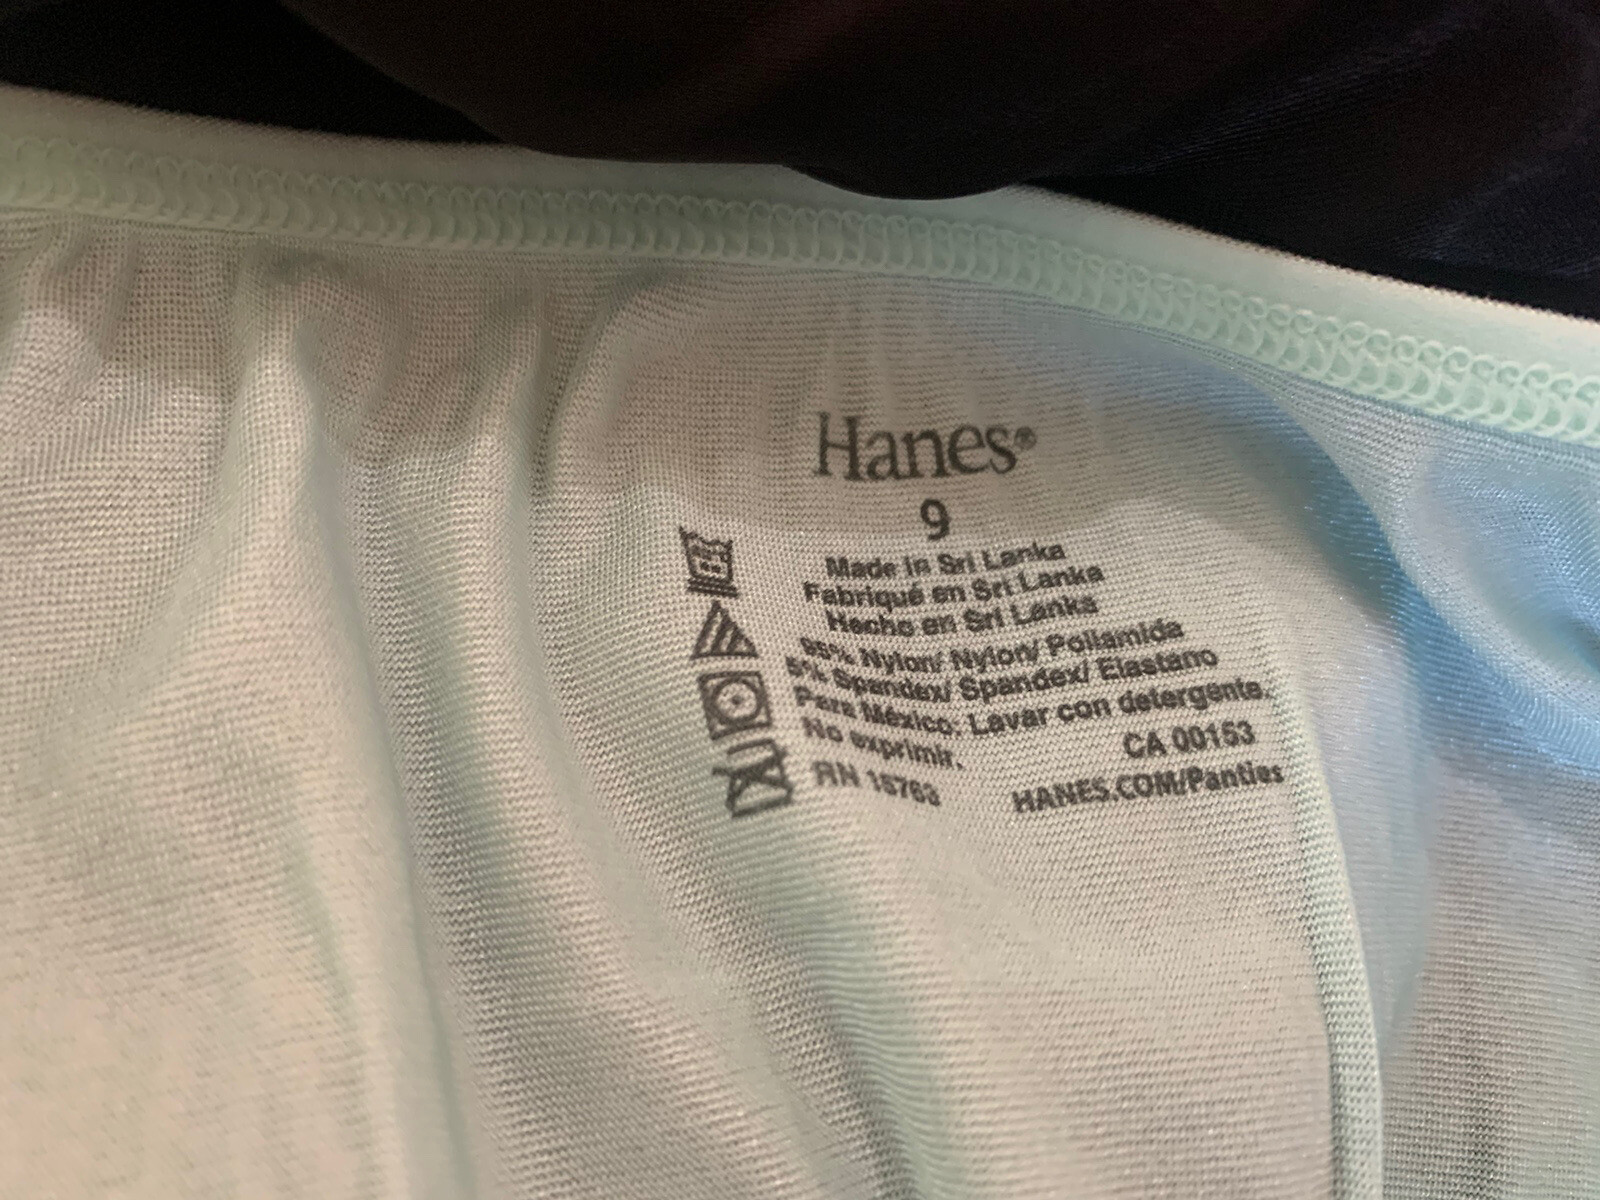 Hanes®
9
Made in Sri Lanka
Fabriqué en Sri Lanka
Hecho en Sri Lanka
95% Nylon/ Nylon/ Poliamida
5% Spandex/ Spandex/ Elastano
Para México: Lavar con detergente.
No exprimir.
CA 00153
RN 15763
HANES.COM/Panties